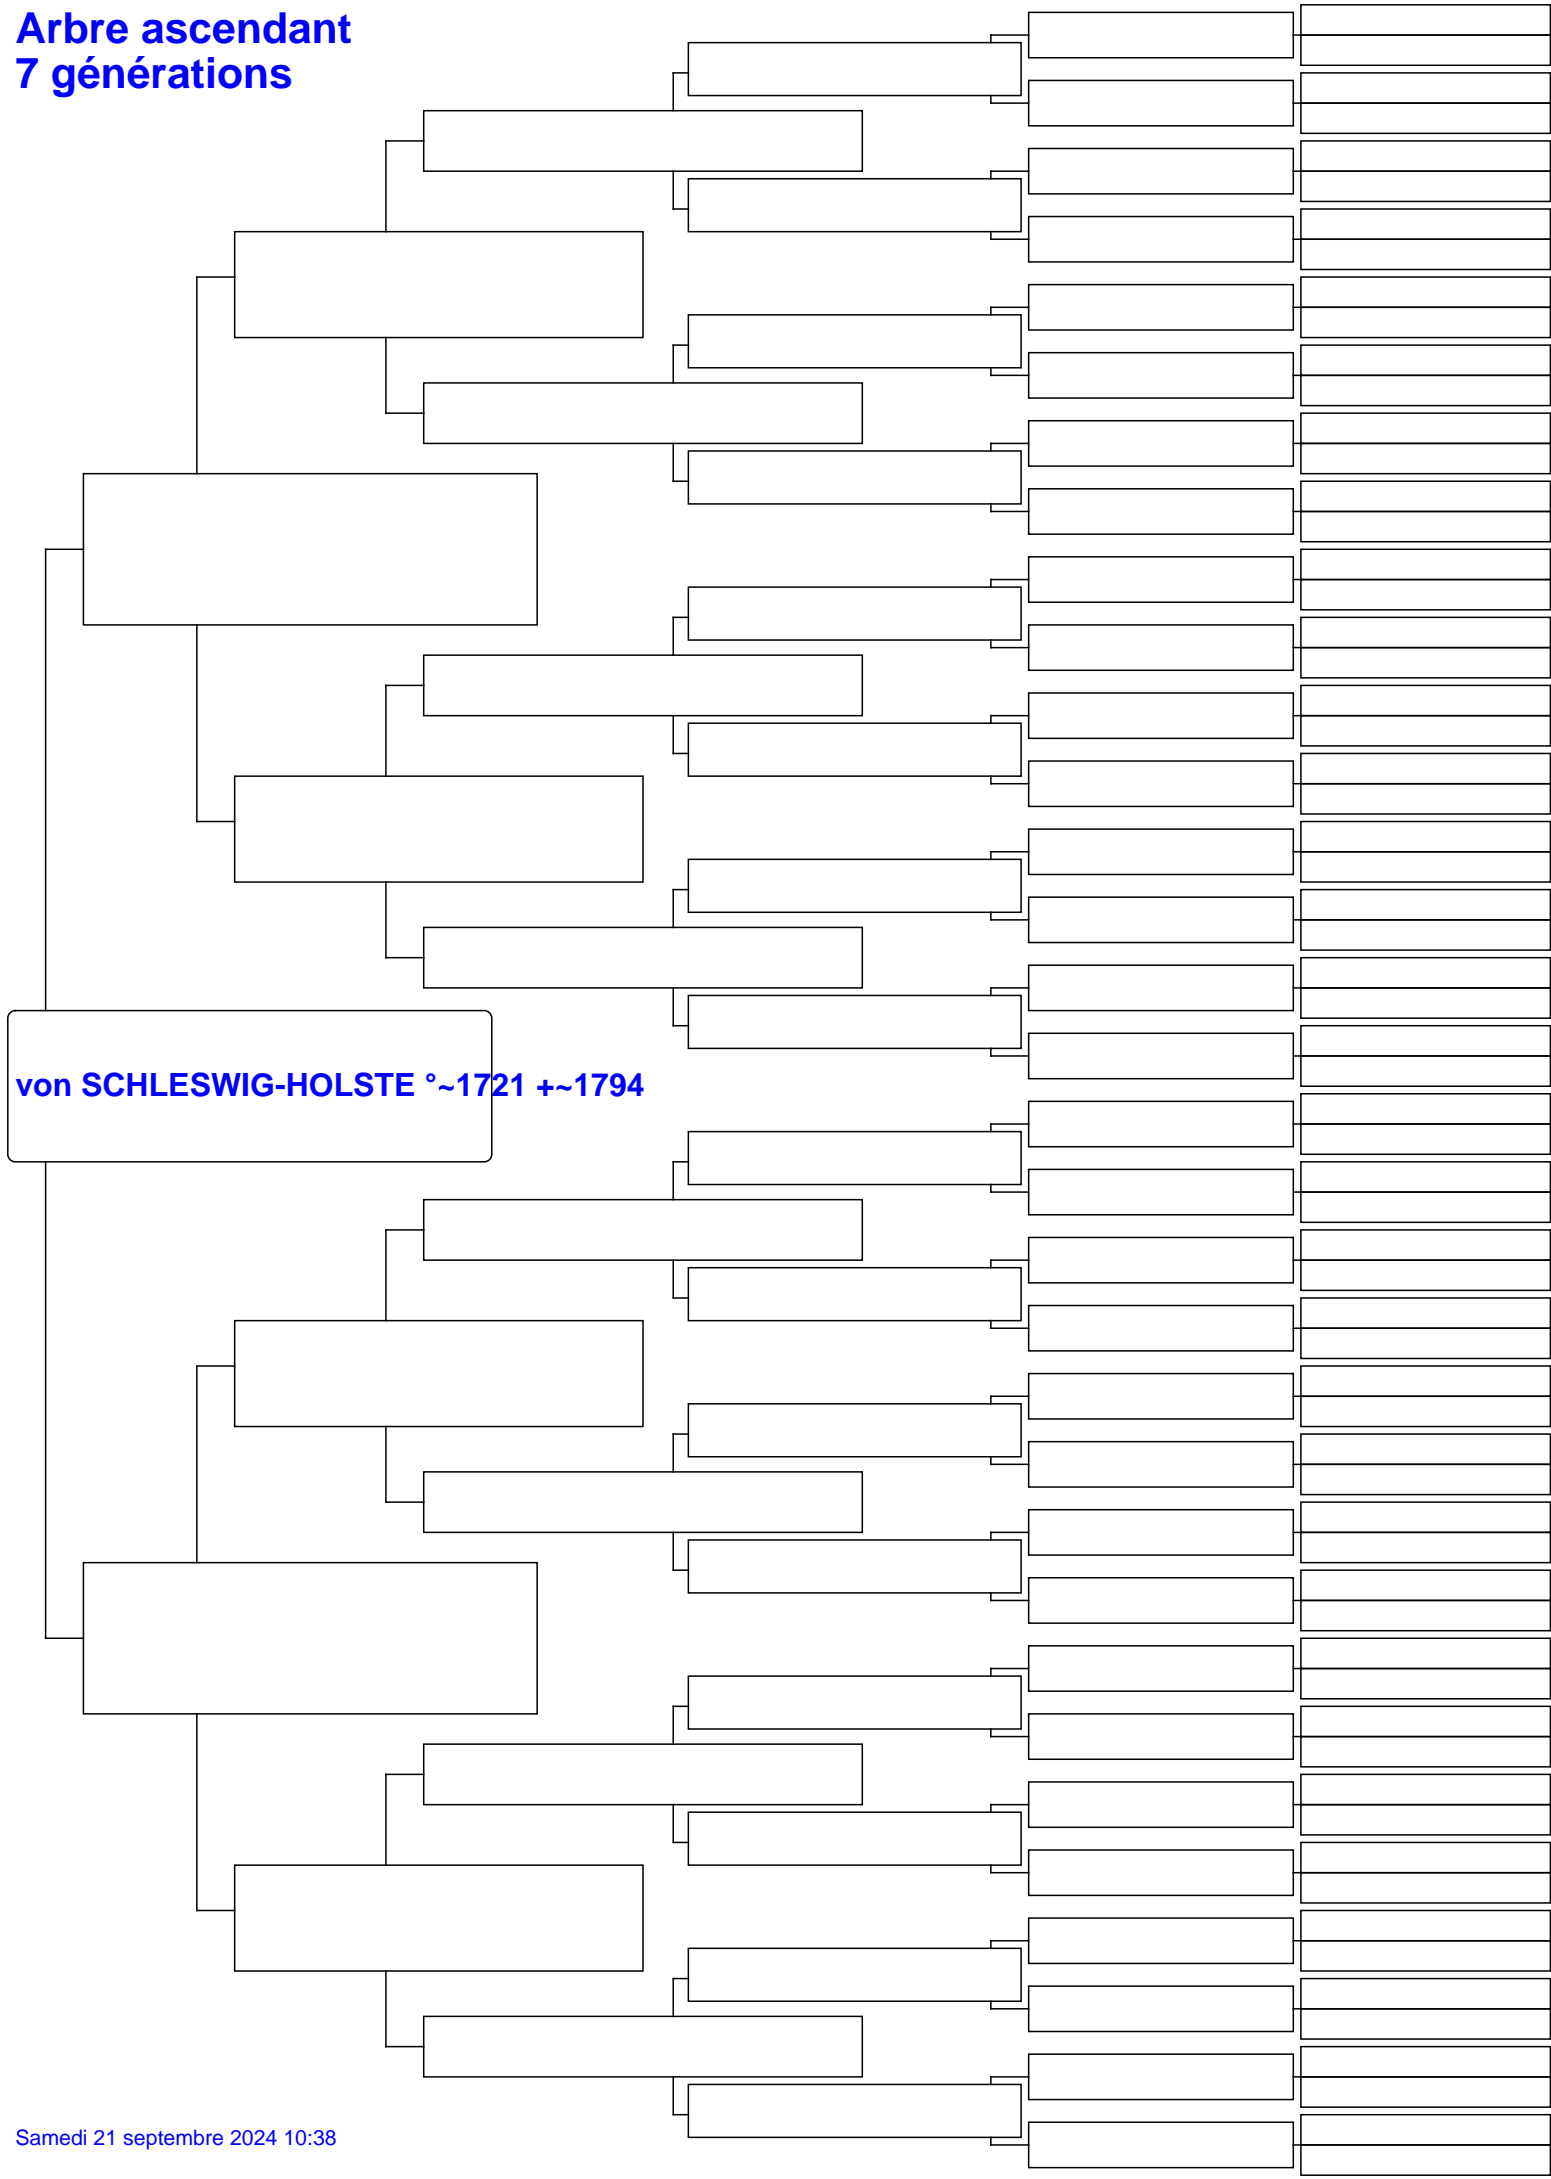 Arbre ascendant
7 générations
von SCHLESWIG-HOLSTE °~1721 +~1794
Samedi 21 septembre 2024 10:38